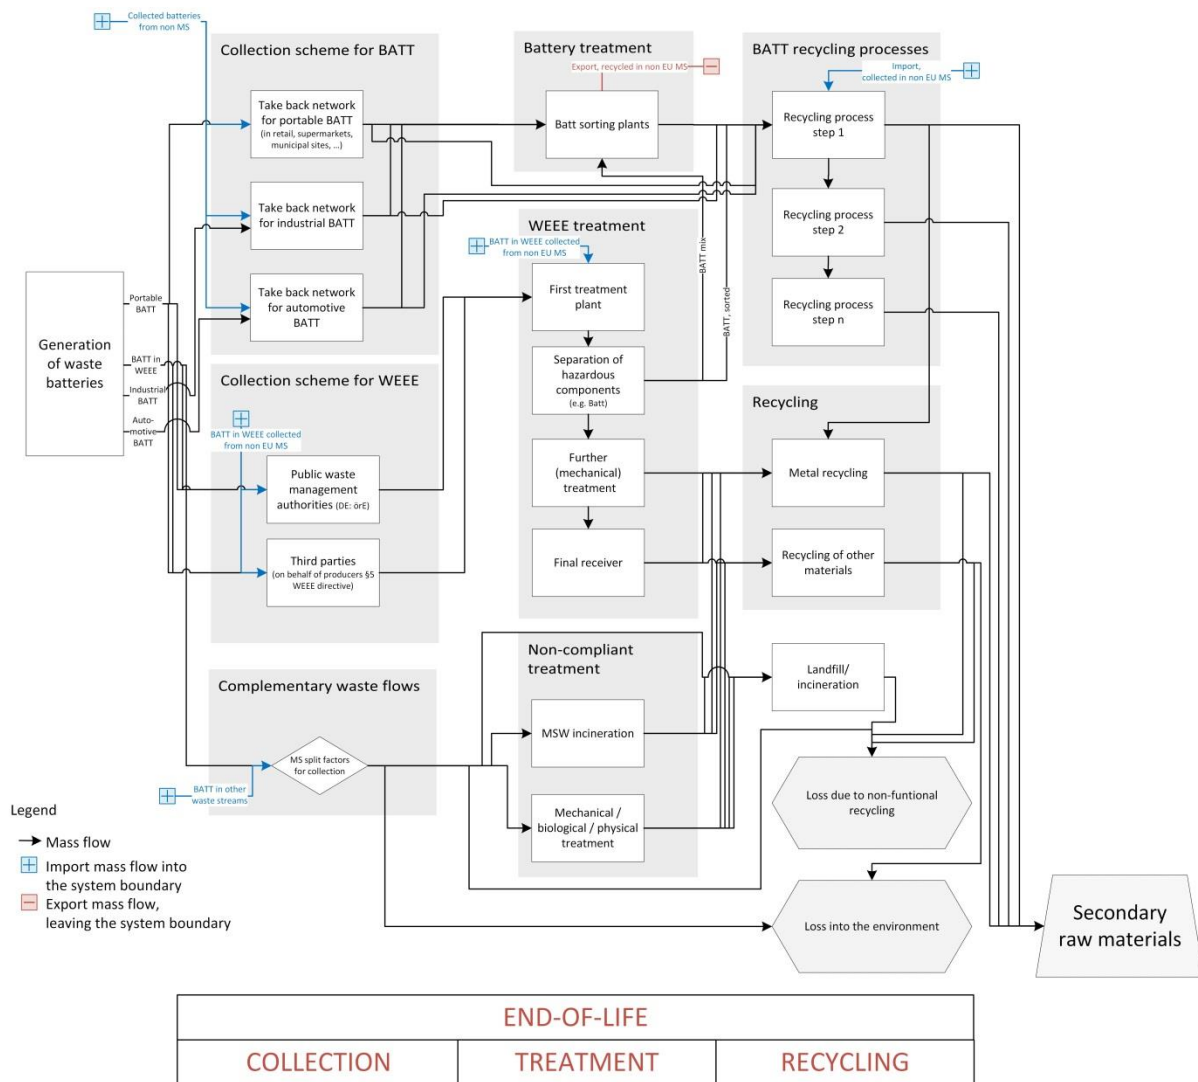 Collected batteries
from non MS
Collection scheme for BATT
Take back network
for portable BATT
(in retail, supermarkets,
municipal sites, ...)
Take back network
for industrial BATT
Take back network
for automotive
BATT
Battery treatment
Export, recycled in non EU MS
Batt sorting plants
BATT recycling processes
Import,
collected in non EU MS
Recycling process
step 1
Recycling process
step 2
Recycling process
step n
Generation
of waste
batteries
Portable
BATT
BATT in
WEEE
Industrial
BATT
Auto-
motive
BATT
Collection scheme for WEEE
BATT in WEEE collected
from non EU MS
Public waste
management
authorities (DE: örE)
Third parties
(on behalf of producers §5
WEEE directive)
WEEE treatment
BATT in WEEE collected
from non EU MS
First treatment
plant
Separation of
hazardous
components
(e.g. Batt)
Further
(mechanical)
treatment
Final receiver
BATT mix
BATT, sorted
Recycling
Metal recycling
Recycling of other
materials
Complementary waste flows
MS split factors
for collection
BATT in other
waste streams
Non-compliant
treatment
MSW incineration
Mechanical /
biological / physical
treatment
Landfill/
incineration
Loss due to non-funtional
recycling
Loss into the environment
Secondary
raw materials
Legend
Mass flow
Import mass flow into
the system boundary
Export mass flow,
leaving the system boundary
END-OF-LIFE
COLLECTION
TREATMENT
RECYCLING